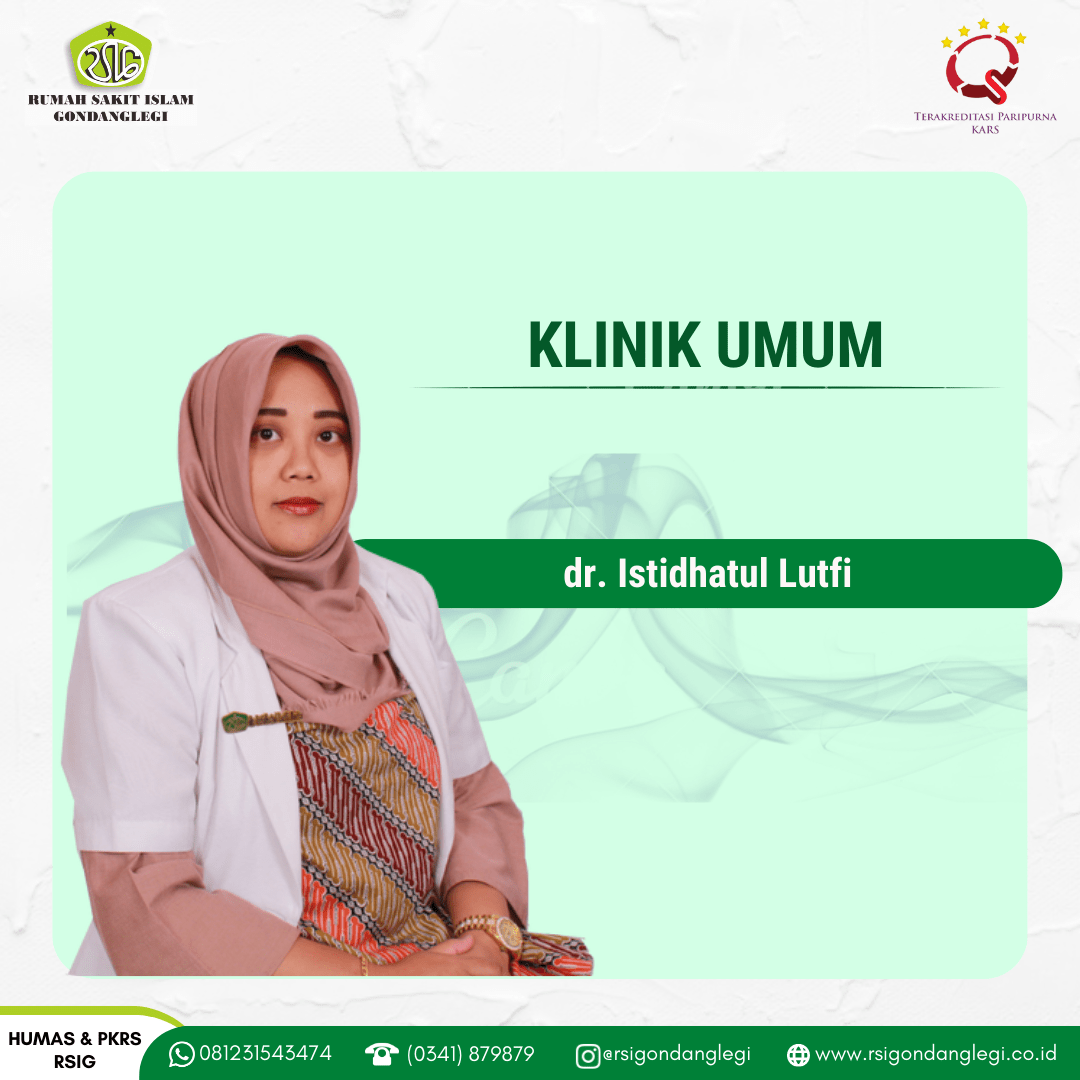 RSIG
RUMAH SAKIT ISLAM
GONDANGLEGI
TERAKREDITASI PARIPURNA
KARS
KLINIK UMUM
dr. Istidhatul Lutfi
HUMAS & PKRS
RSIG
081231543474
(0341) 879879
@rsigondanglegi
www.rsigondanglegi.co.id